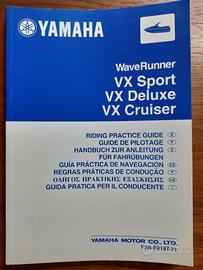 YAMAHA
WaveRunner
VX Sport
VX Deluxe
VX Cruiser
RIDING PRACTICE GUIDE
GUIDE DE PILOTAGE
HANDBUCH ZUR ANLEITUNG
FÜR FAHRÜBUNGEN
GUÍA PRÁCTICA DE NAVEGACIÓN
REGRAS PRÁTICAS DE CONDUÇÃO
ΟΔΗΓΟΣ ΠΡΑΚΤΙΚΗΣ ΕΞΑΣΚΗΣΗΣ
GUIDA PRATICA PER IL CONDUCENTE
YAMAHA MOTOR CO., LTD.